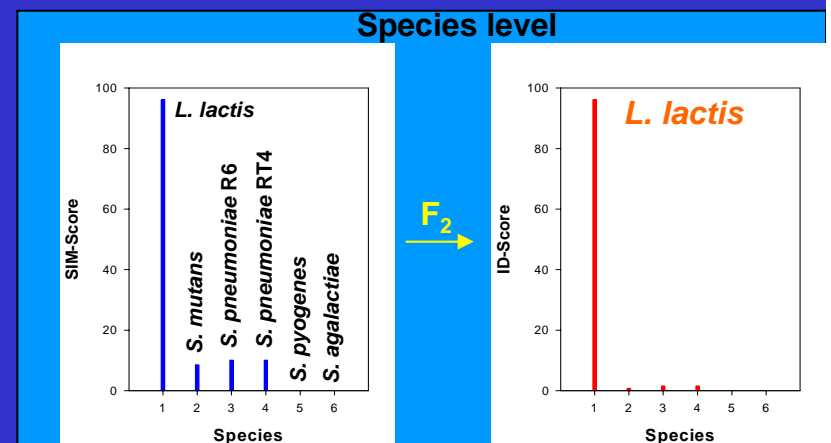 Species level
SIM-Score
100
80
60
40
20
0
L. lactis
S. mutans
S. pneumoniae R6
S. pneumoniae RT4
S. pyogenes
S. agalactiae
1 2 3 4 5 6
Species
F2
ID-Score
100
80
60
40
20
0
L. lactis
1 2 3 4 5 6
Species